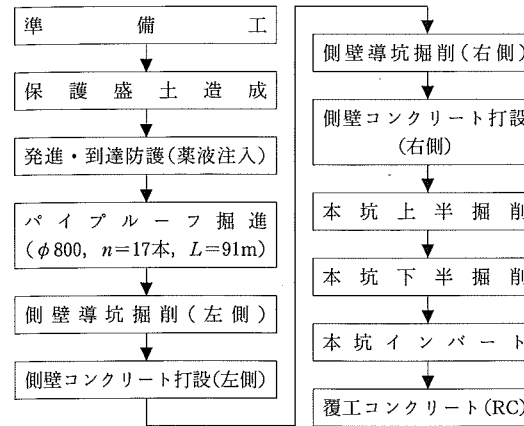 準備工
保護盛土造成
発進・到達防護(薬液注入)
パイプルーフ掘進
(φ800, n=17本, L=91m)
側壁導坑掘削(左側)
側壁コンクリート打設(左側)
側壁導坑掘削(右側)
側壁コンクリート打設
(右側)
本坑上半掘削
本坑下半掘削
本坑インバート
覆工コンクリート(RC)